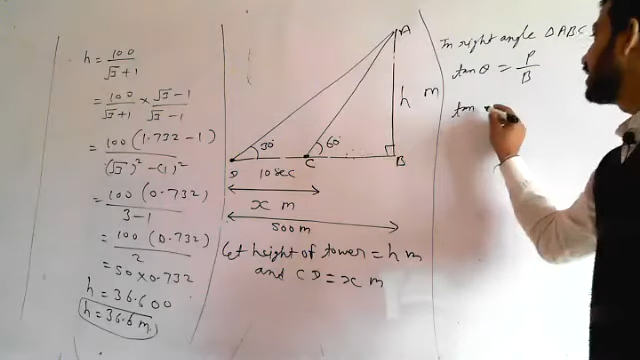 h = 100 / √3 + 1
= 100 / √3 + 1 × √3 - 1 / √3 - 1
= 100 (1.732 - 1) / (√3)² - (1)²
= 100 (0.732) / 3 - 1
= 100 (0.732) / 2
= 50 × 0.732
h = 36.600
h = 36.6 m
A
h m
30°
60°
D
C
B
10 sec
x m
500 m
Let height of tower = h m
and CD = x m
In right angle △ABC
tan θ = P / B
tan